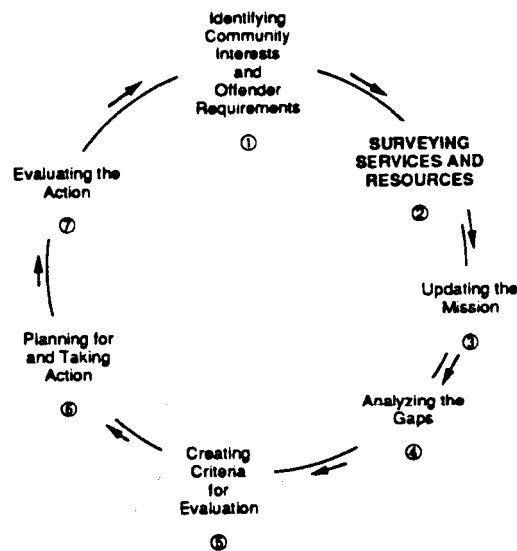 Identifying
Community
Interests
and
Offender
Requirements
①
SURVEYING
SERVICES AND
RESOURCES
②
Updating the
Mission
③
Analyzing the
Gaps
④
Creating
Criteria
for
Evaluation
⑤
Planning for
and Taking
Action
⑥
Evaluating the
Action
⑦